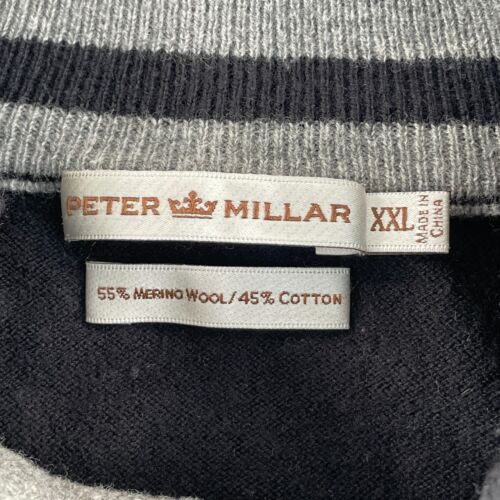 PETER MILLAR
XXL
MADE IN
CHINA
55% MERINO WOOL/45% COTTON